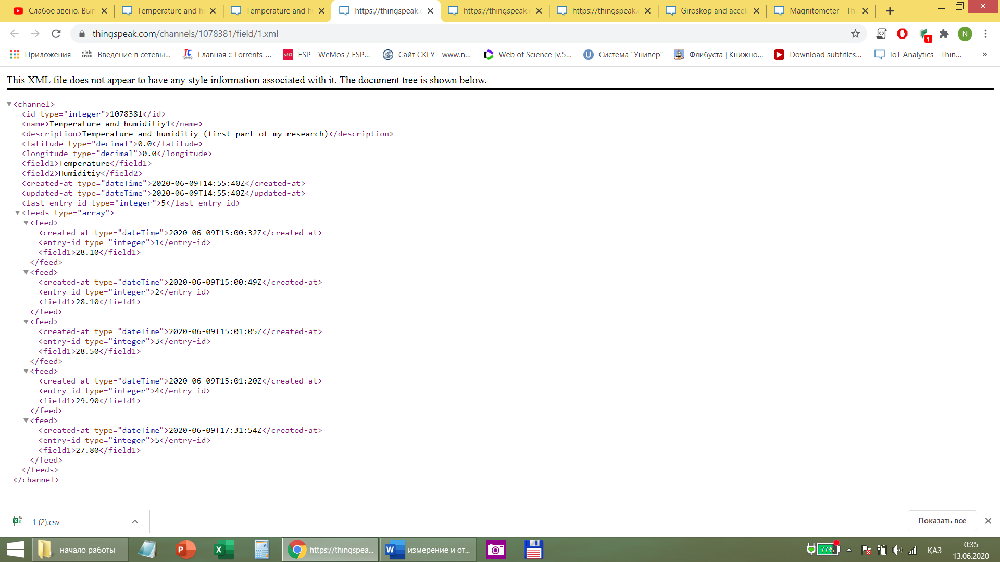 Слабое звено. Вып
Temperature and h
Temperature and h
https://thingspeak.c
https://thingspeak.
https://thingspeak.
Giroskop and accel
Magnitometer - Th
thingspeak.com/channels/1078381/field/1.xml
1
N
Приложения
Введение в сетевы...
Главная :: Torrents-...
ESP - WeMos / ESP...
Сайт СКГУ - www.n...
Web of Science [v.5...
Система "Универ"
Флибуста | Книжно...
Download subtitles...
IoT Analytics - Thin...
»
This XML file does not appear to have any style information associated with it. The document tree is shown below.
▼<channel>
<id type="integer">1078381</id>
<name>Temperature and humiditiy1</name>
<description>Temperature and humiditiy (first part of my research)</description>
<latitude type="decimal">0.0</latitude>
<longitude type="decimal">0.0</longitude>
<field1>Temperature</field1>
<field2>Humiditiy</field2>
<created-at type="dateTime">2020-06-09T14:55:40Z</created-at>
<updated-at type="dateTime">2020-06-09T14:55:40Z</updated-at>
<last-entry-id type="integer">5</last-entry-id>
▼<feeds type="array">
▼<feed>
<created-at type="dateTime">2020-06-09T15:00:32Z</created-at>
<entry-id type="integer">1</entry-id>
<field1>28.10</field1>
</feed>
▼<feed>
<created-at type="dateTime">2020-06-09T15:00:49Z</created-at>
<entry-id type="integer">2</entry-id>
<field1>28.10</field1>
</feed>
▼<feed>
<created-at type="dateTime">2020-06-09T15:01:05Z</created-at>
<entry-id type="integer">3</entry-id>
<field1>28.50</field1>
</feed>
▼<feed>
<created-at type="dateTime">2020-06-09T15:01:20Z</created-at>
<entry-id type="integer">4</entry-id>
<field1>29.90</field1>
</feed>
▼<feed>
<created-at type="dateTime">2020-06-09T17:31:54Z</created-at>
<entry-id type="integer">5</entry-id>
<field1>27.80</field1>
</feed>
</feeds>
</channel>
1 (2).csv
Показать все
начало работы
https://thingspea...
измерение и от...
77%
ҚАЗ
0:35
13.06.2020